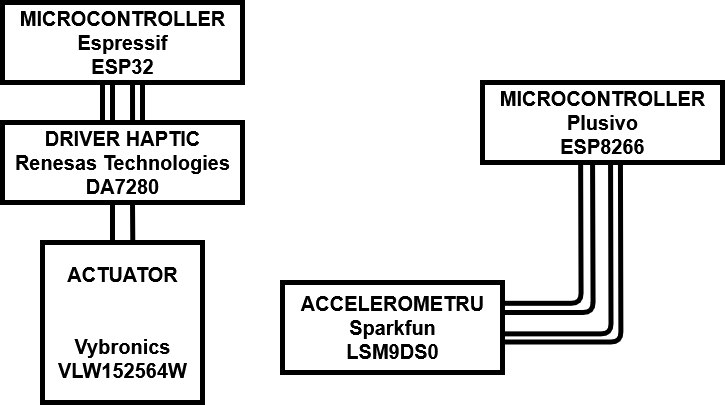 MICROCONTROLLER
Espressif
ESP32
DRIVER HAPTIC
Renesas Technologies
DA7280
ACTUATOR
Vybronics
VLW152564W
MICROCONTROLLER
Plusivo
ESP8266
ACCELEROMETRU
Sparkfun
LSM9DS0